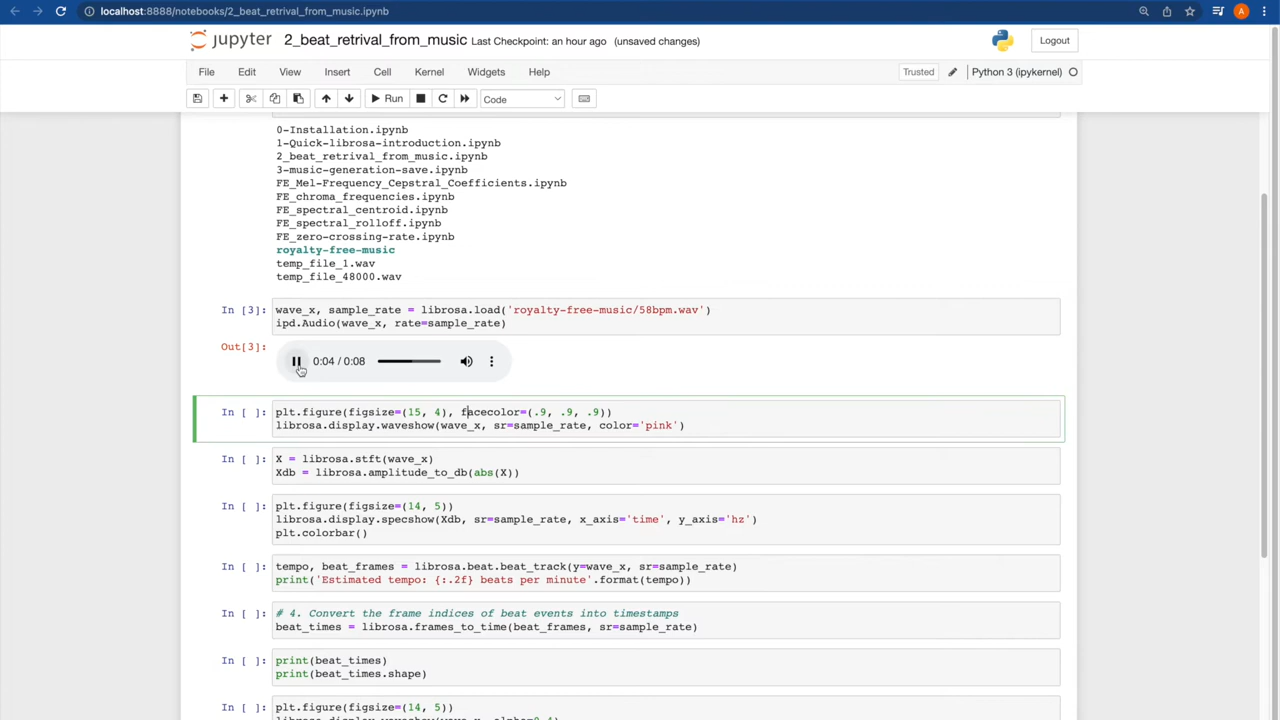 localhost:8888/notebooks/2_beat_retrival_from_music.ipynb
A
jupyter 2_beat_retrival_from_music Last Checkpoint: an hour ago (unsaved changes)
Logout
File Edit View Insert Cell Kernel Widgets Help
Trusted Python 3 (ipykernel)
Run Code
0-Installation.ipynb
1-Quick-librosa-introduction.ipynb
2_beat_retrival_from_music.ipynb
3-music-generation-save.ipynb
FE_Mel-Frequency_Cepstral_Coefficients.ipynb
FE_chroma_frequencies.ipynb
FE_spectral_centroid.ipynb
FE_spectral_rolloff.ipynb
FE_zero-crossing-rate.ipynb
royalty-free-music
temp_file_1.wav
temp_file_48000.wav
In [3]: wave_x, sample_rate = librosa.load('royalty-free-music/58bpm.wav')
ipd.Audio(wave_x, rate=sample_rate)
Out[3]:
0:04 / 0:08
In [ ]: plt.figure(figsize=(15, 4), facecolor=(.9, .9, .9))
librosa.display.waveshow(wave_x, sr=sample_rate, color='pink')
In [ ]: X = librosa.stft(wave_x)
Xdb = librosa.amplitude_to_db(abs(X))
In [ ]: plt.figure(figsize=(14, 5))
librosa.display.specshow(Xdb, sr=sample_rate, x_axis='time', y_axis='hz')
plt.colorbar()
In [ ]: tempo, beat_frames = librosa.beat.beat_track(y=wave_x, sr=sample_rate)
print('Estimated tempo: {:.2f} beats per minute'.format(tempo))
In [ ]: # 4. Convert the frame indices of beat events into timestamps
beat_times = librosa.frames_to_time(beat_frames, sr=sample_rate)
In [ ]: print(beat_times)
print(beat_times.shape)
In [ ]: plt.figure(figsize=(14, 5))